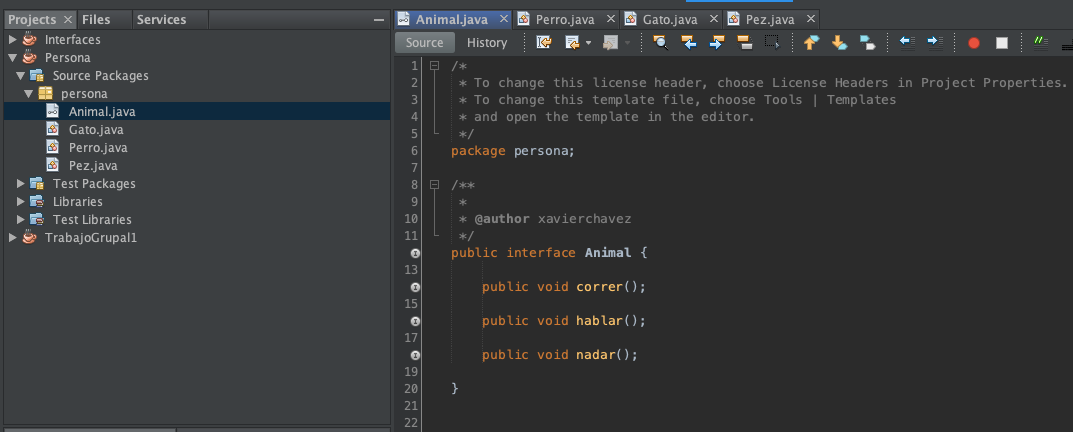 Projects Files Services
Interfaces
Persona
Source Packages
persona
Animal.java
Gato.java
Perro.java
Pez.java
Test Packages
Libraries
Test Libraries
TrabajoGrupal1
Animal.java Perro.java Gato.java Pez.java
Source History
1 /*
2 * To change this license header, choose License Headers in Project Properties.
3 * To change this template file, choose Tools | Templates
4 * and open the template in the editor.
5 */
6 package persona;
7
8 /**
9 *
10 * @author xavierchavez
11 */
public interface Animal {
13
public void correr();
15
public void hablar();
17
public void nadar();
19
20 }
21
22